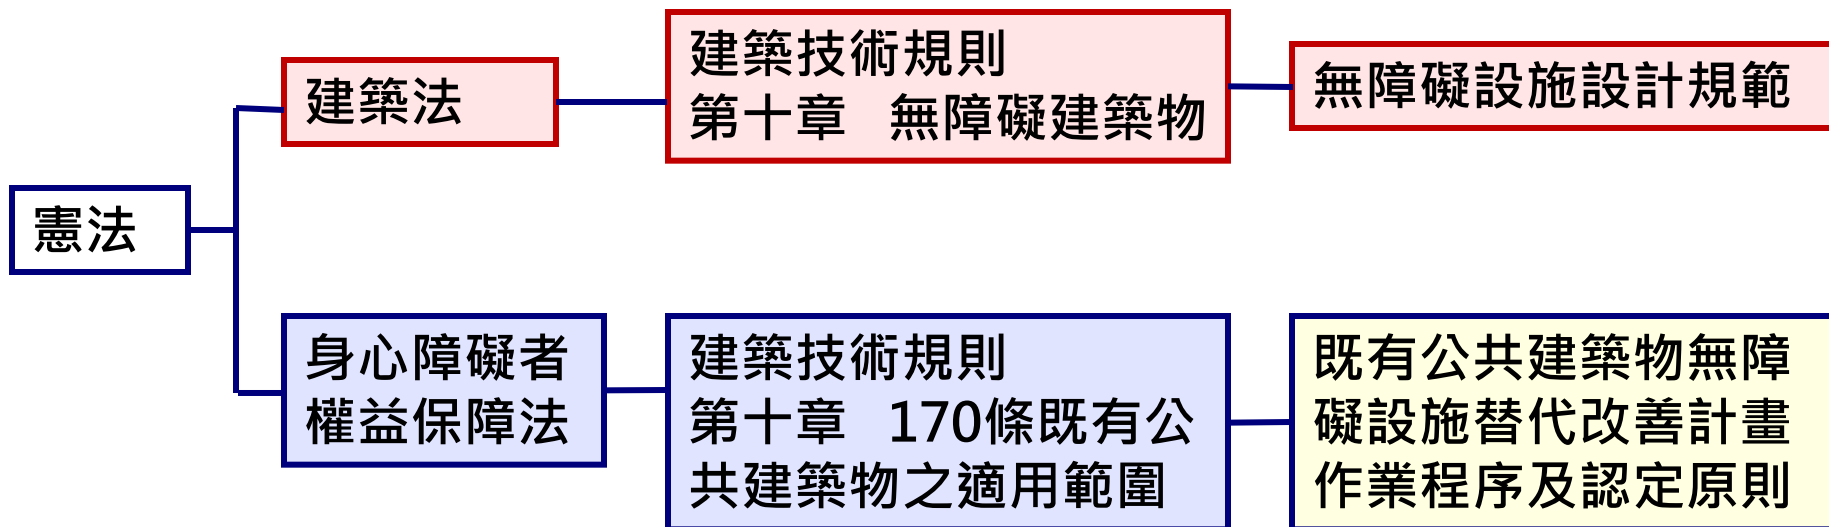 憲法
建築法
建築技術規則
第十章 無障礙建築物
無障礙設施設計規範
身心障礙者
權益保障法
建築技術規則
第十章 170條既有公
共建築物之適用範圍
既有公共建築物無障
礙設施替代改善計畫
作業程序及認定原則